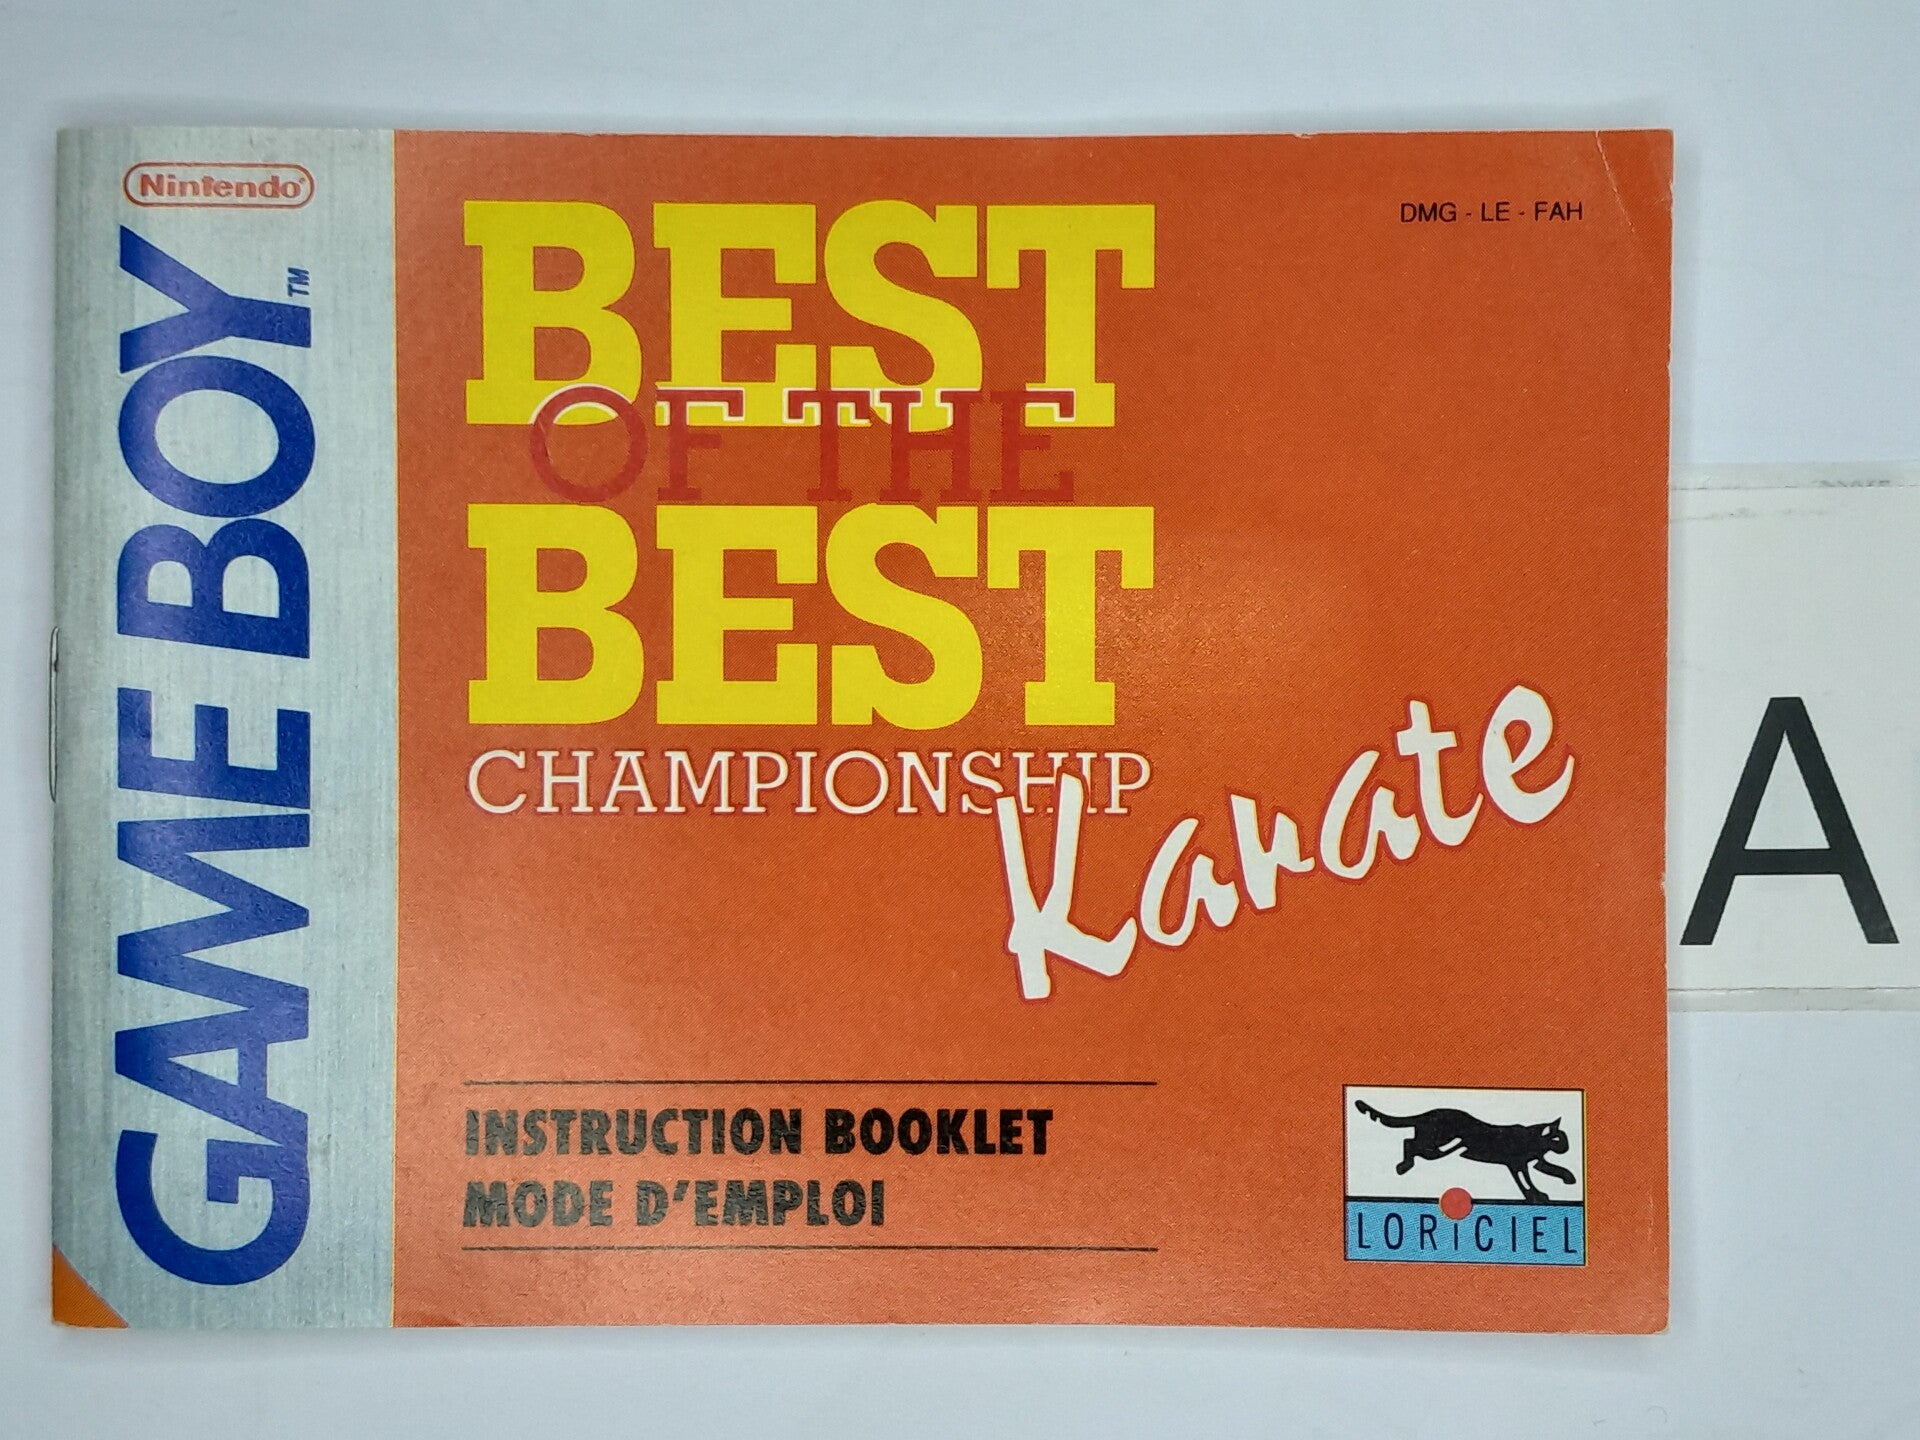 Nintendo
GAME BOY™
DMG - LE - FAH
BEST
OF THE
BEST
CHAMPIONSHIP
Karate
INSTRUCTION BOOKLET
MODE D'EMPLOI
LORICIEL
A